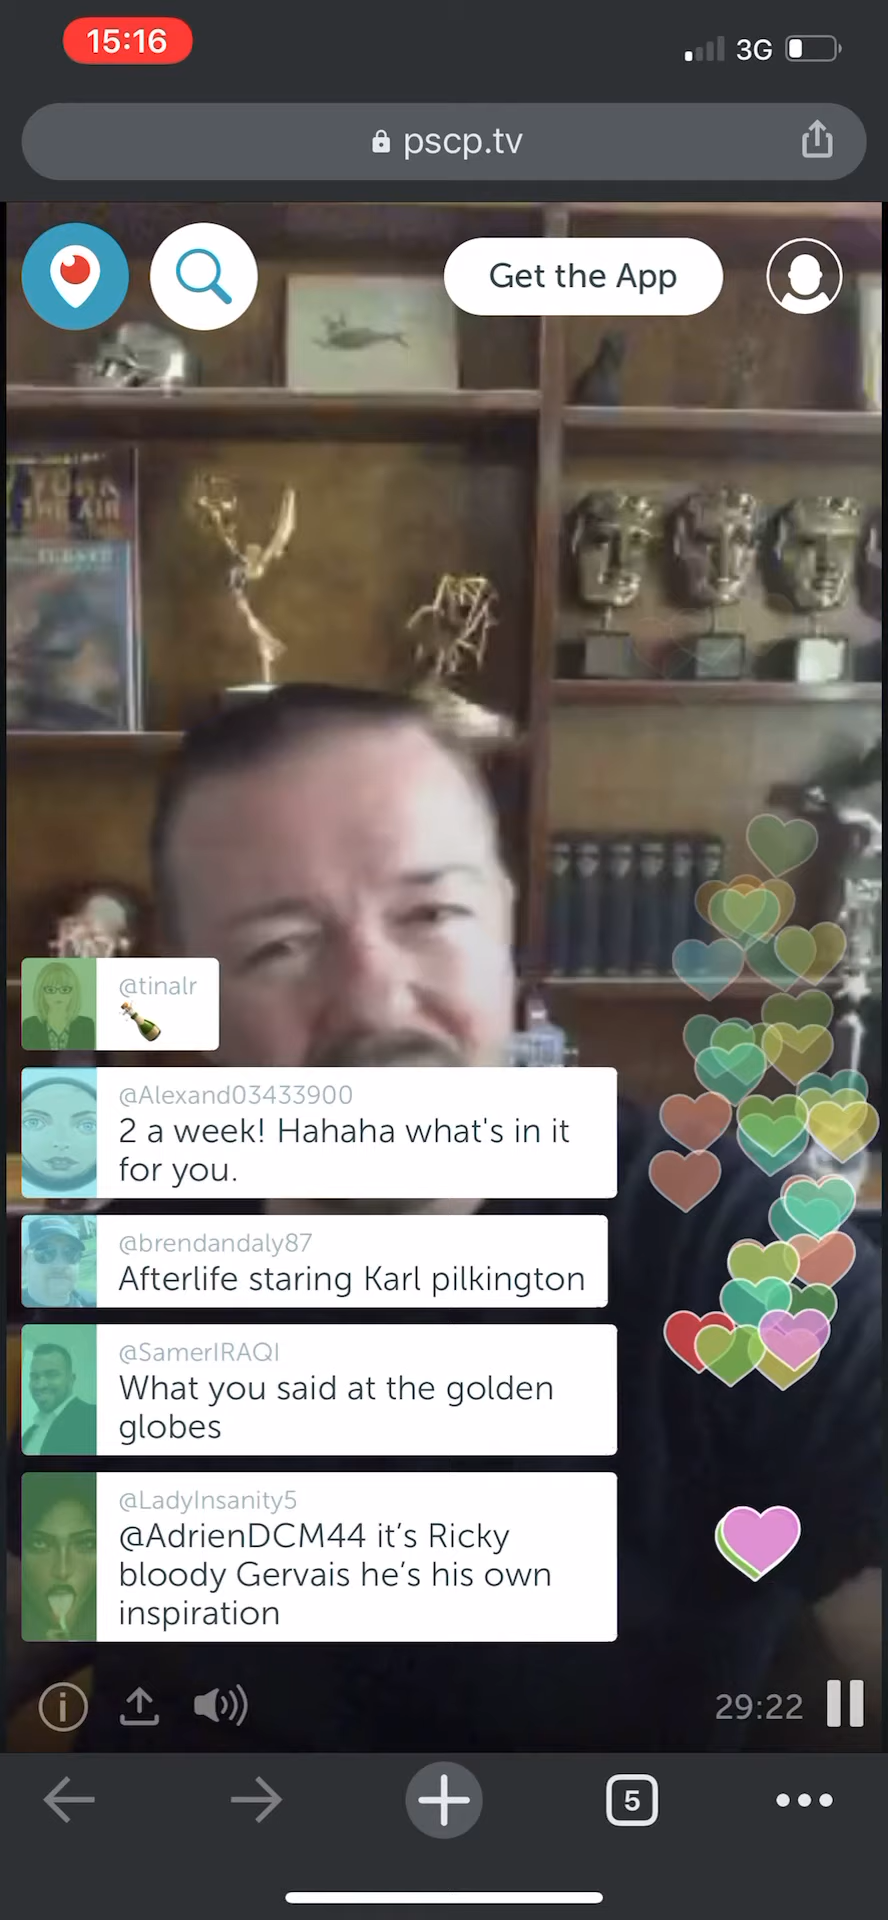 15:16
3G
pscp.tv
Get the App
THE AIR
@tinalr
@Alexand03433900
2 a week! Hahaha what's in it
for you.
@brendandaly87
Afterlife staring Karl pilkington
@SamerIRAQI
What you said at the golden
globes
@LadyInsanity5
@AdrienDCM44 it's Ricky
bloody Gervais he's his own
inspiration
29:22
5